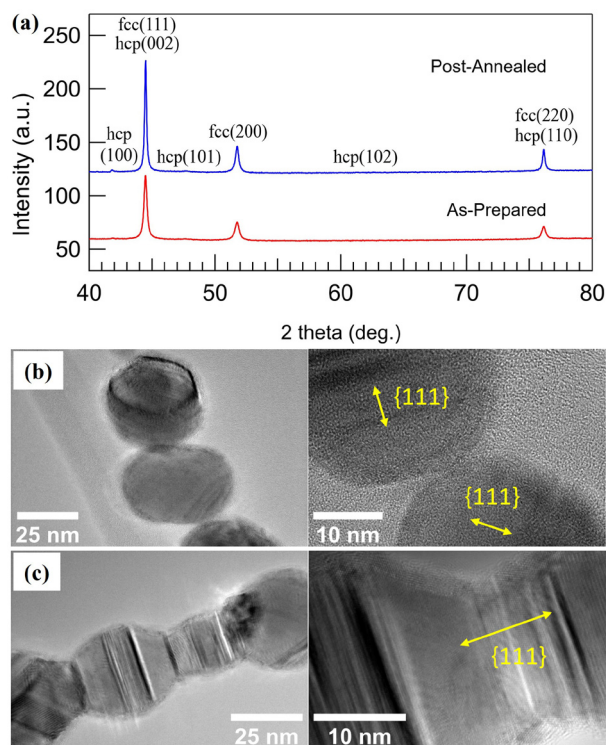 (a)
250
200
150
100
50
Intensity (a.u.)
fcc(111)
hcp(002)
Post-Annealed
hcp
(100)
hcp(101)
fcc(200)
hcp(102)
fcc(220)
hcp(110)
As-Prepared
40
50
60
70
80
2 theta (deg.)
(b)
25 nm
{111}
{111}
10 nm
(c)
25 nm
{111}
10 nm